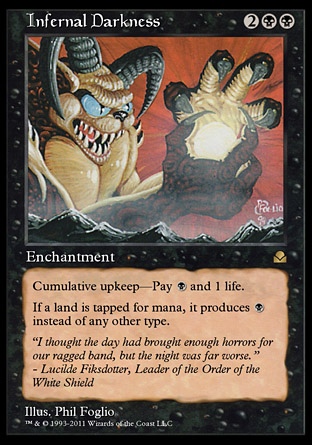 Infernal Darkness 2
Enchantment
Cumulative upkeep—Pay and 1 life.
If a land is tapped for mana, it produces
instead of any other type.
“I thought the day had brought enough horrors for
our ragged band, but the night was far worse.”
- Lucilde Fiksdotter, Leader of the Order of the
White Shield
Illus. Phil Foglio
™ & © 1993-2011 Wizards of the Coast LLC